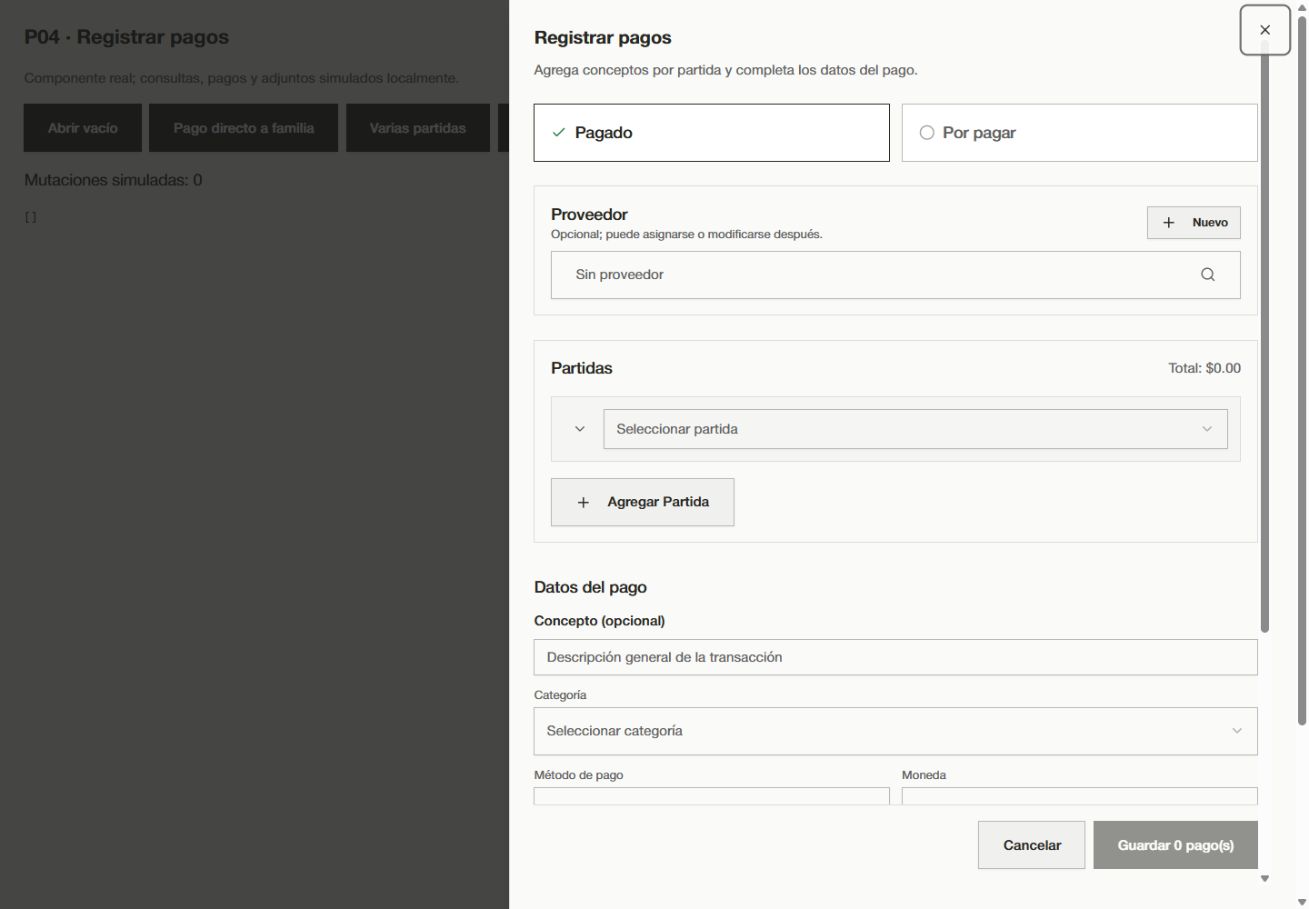 P04 · Registrar pagos
Componente real; consultas, pagos y adjuntos simulados localmente.
Abrir vacío
Pago directo a familia
Varias partidas
Mutaciones simuladas: 0
[]
Registrar pagos
Agrega conceptos por partida y completa los datos del pago.
Pagado
Por pagar
Proveedor
Opcional; puede asignarse o modificarse después.
Nuevo
Sin proveedor
Partidas
Total: $0.00
Seleccionar partida
Agregar Partida
Datos del pago
Concepto (opcional)
Descripción general de la transacción
Categoría
Seleccionar categoría
Método de pago
Moneda
Cancelar
Guardar 0 pago(s)